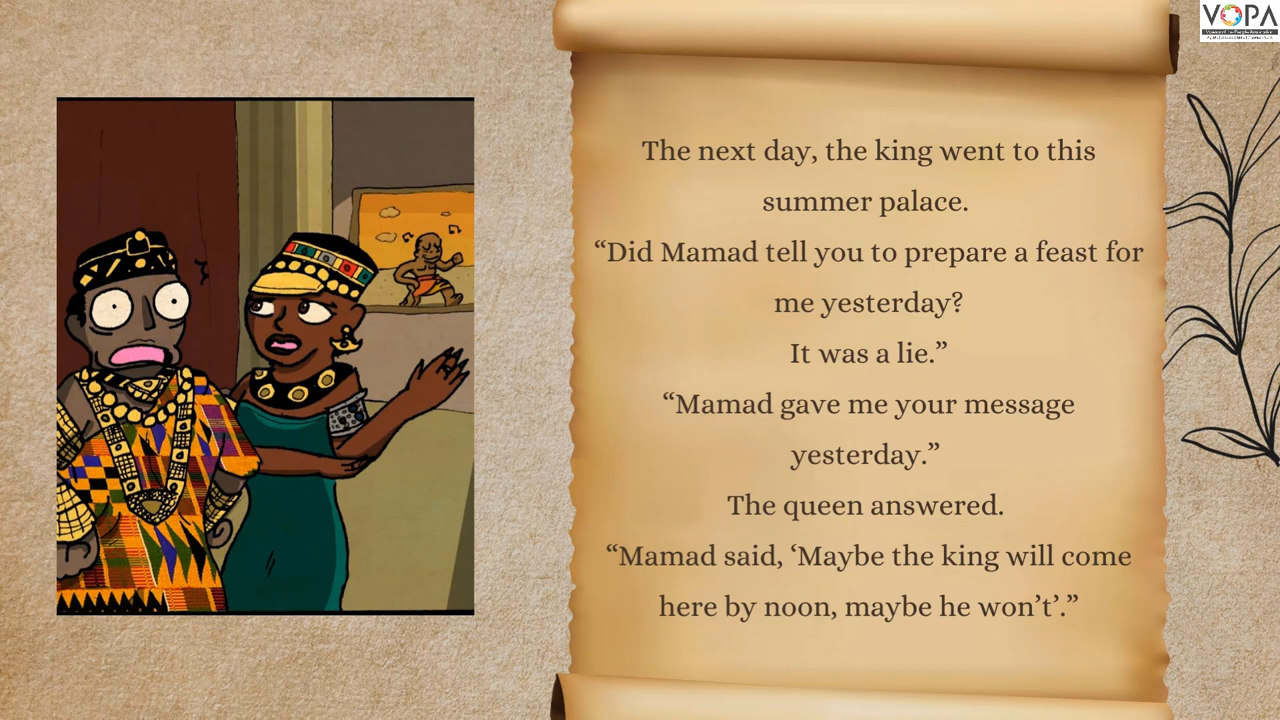 VOPA
The next day, the king went to this
summer palace.
“Did Mamad tell you to prepare a feast for
me yesterday?
It was a lie.”
“Mamad gave me your message
yesterday.”
The queen answered.
“Mamad said, ‘Maybe the king will come
here by noon, maybe he won’t’.”